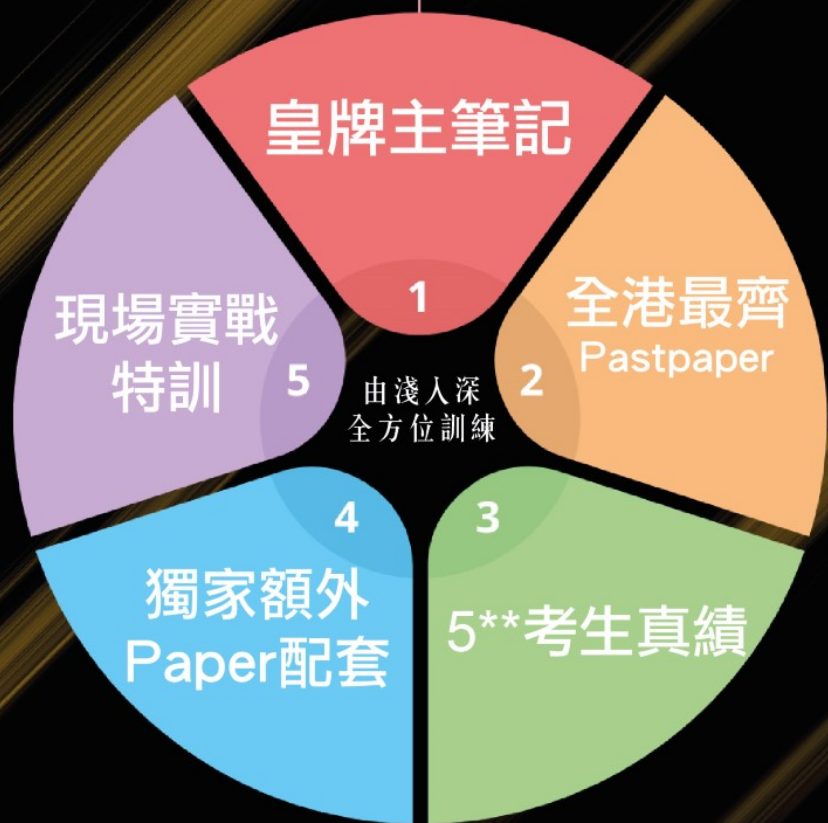 皇牌主筆記
1
全港最齊
Pastpaper
2
3
5**考生真績
4
獨家額外
Paper配套
現場實戰
特訓
5
由淺入深
全方位訓練